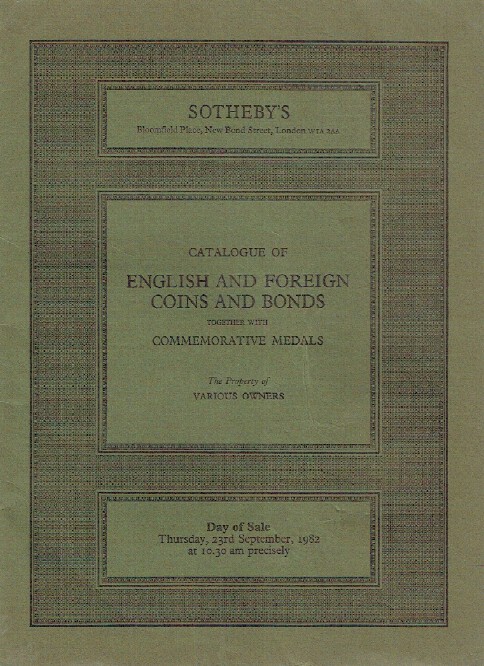 SOTHEBY'S
Bloomfield Place, New Bond Street, London W1A 2AA
CATALOGUE OF
ENGLISH AND FOREIGN
COINS AND BONDS
TOGETHER WITH
COMMEMORATIVE MEDALS
The Property of
VARIOUS OWNERS
Day of Sale
Thursday, 23rd September, 1982
at 10.30 am precisely